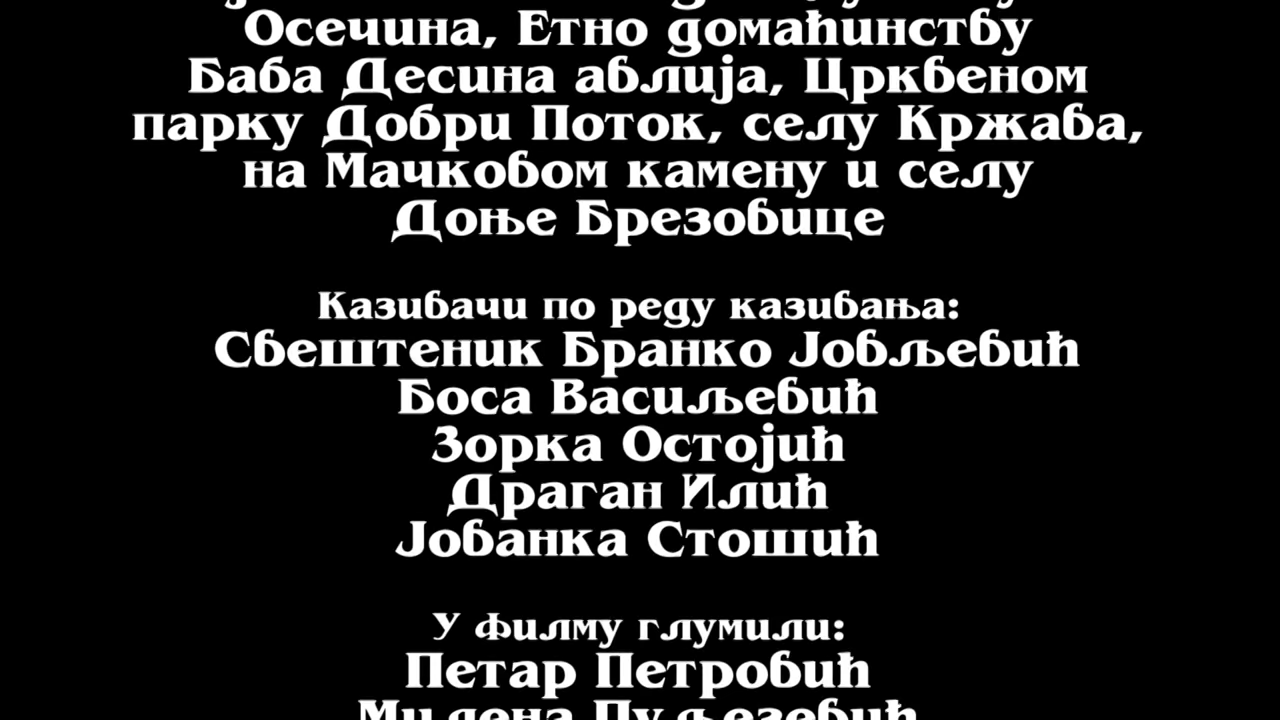 Осечина, Етно домаћинству
Баба Десина авлија, Црквеном
парку Добри Поток, селу Кржава,
на Мачковом камену и селу
Доње Брезовице
Казивачи по реду казивања:
Свештеник Бранко Јовљевић
Боса Васиљевић
Зорка Остојић
Драган Илић
Јованка Стошић
У филму глумили:
Петар Петровић